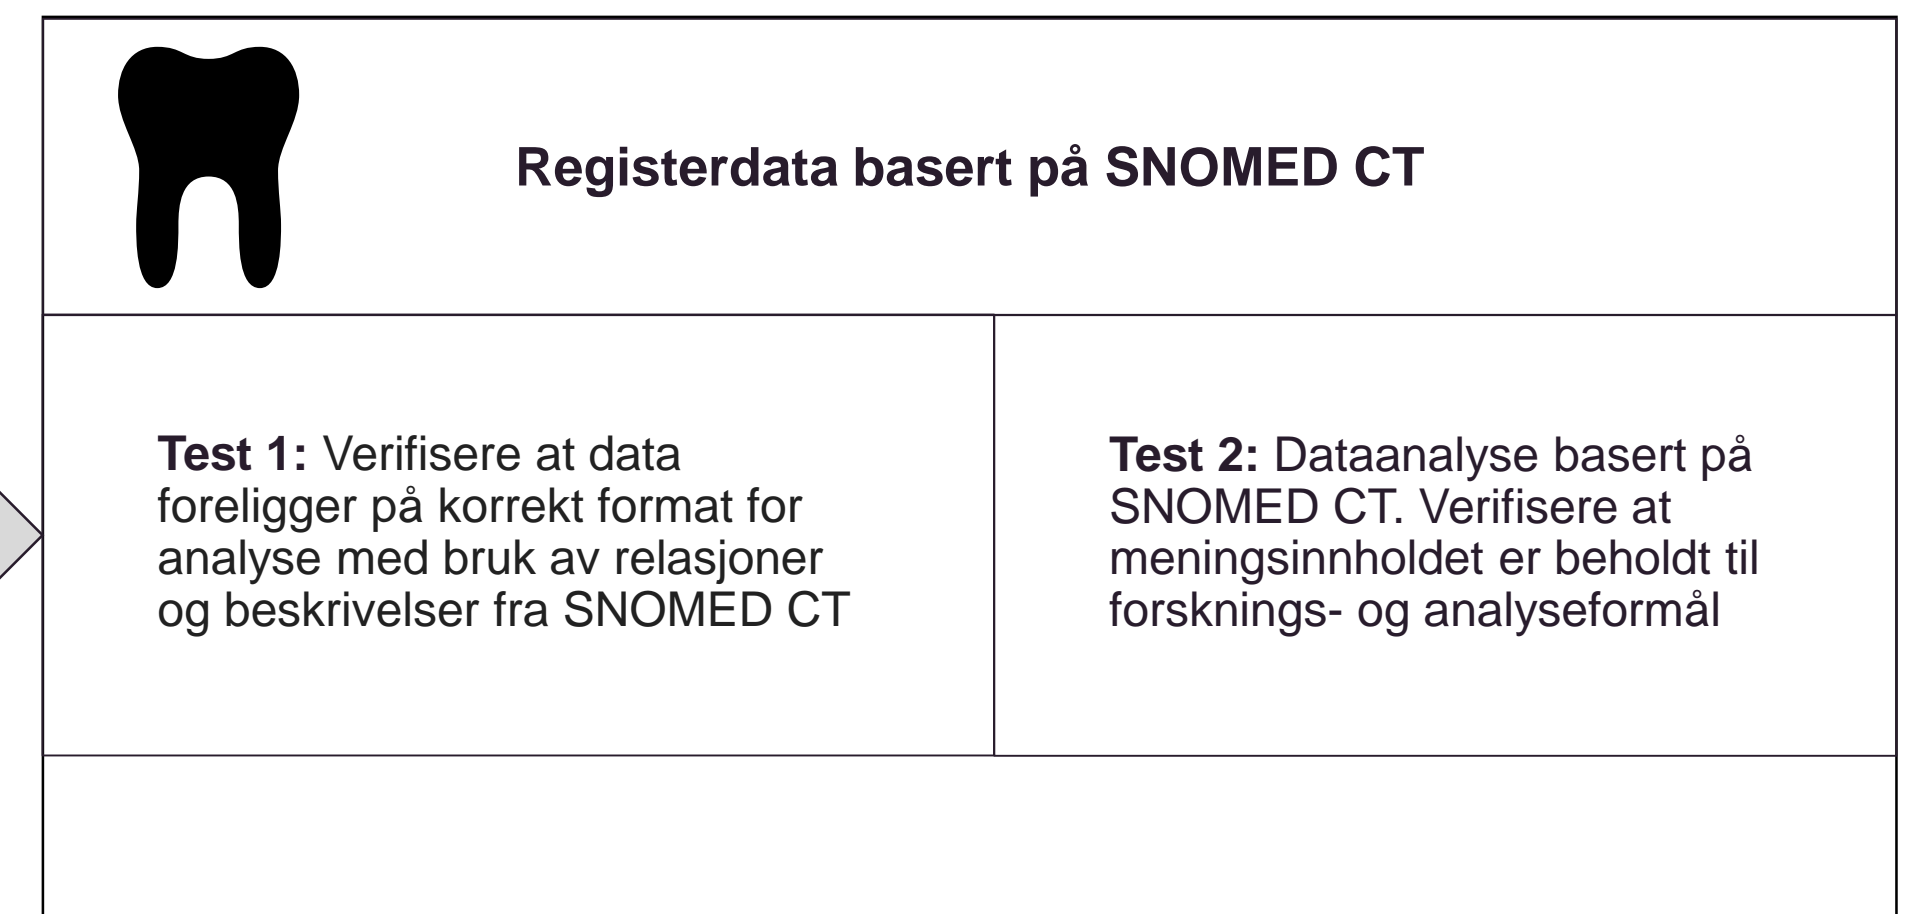 Registerdata basert på SNOMED CT
Test 1: Verifisere at data
foreligger på korrekt format for
analyse med bruk av relasjoner
og beskrivelser fra SNOMED CT
Test 2: Dataanalyse basert på
SNOMED CT. Verifisere at
meningsinnholdet er beholdt til
forsknings- og analyseformål